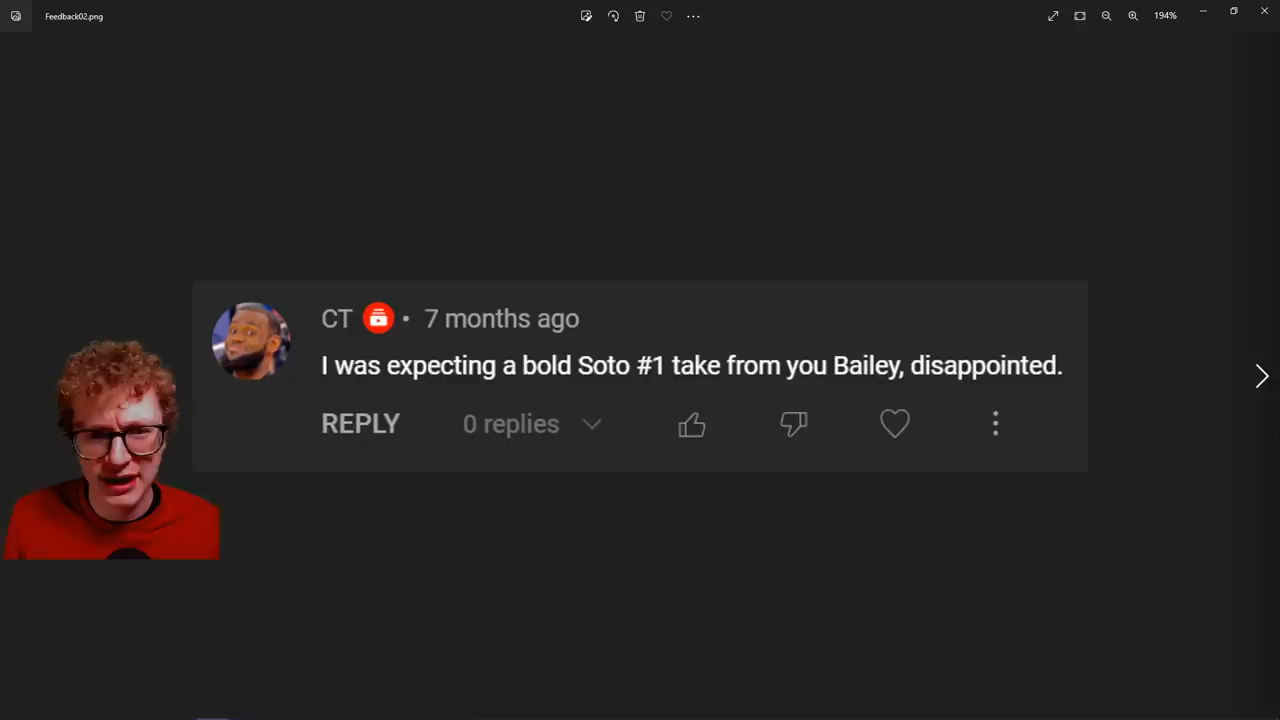 Feedback02.png
194%
CT • 7 months ago
I was expecting a bold Soto #1 take from you Bailey, disappointed.
REPLY 0 replies